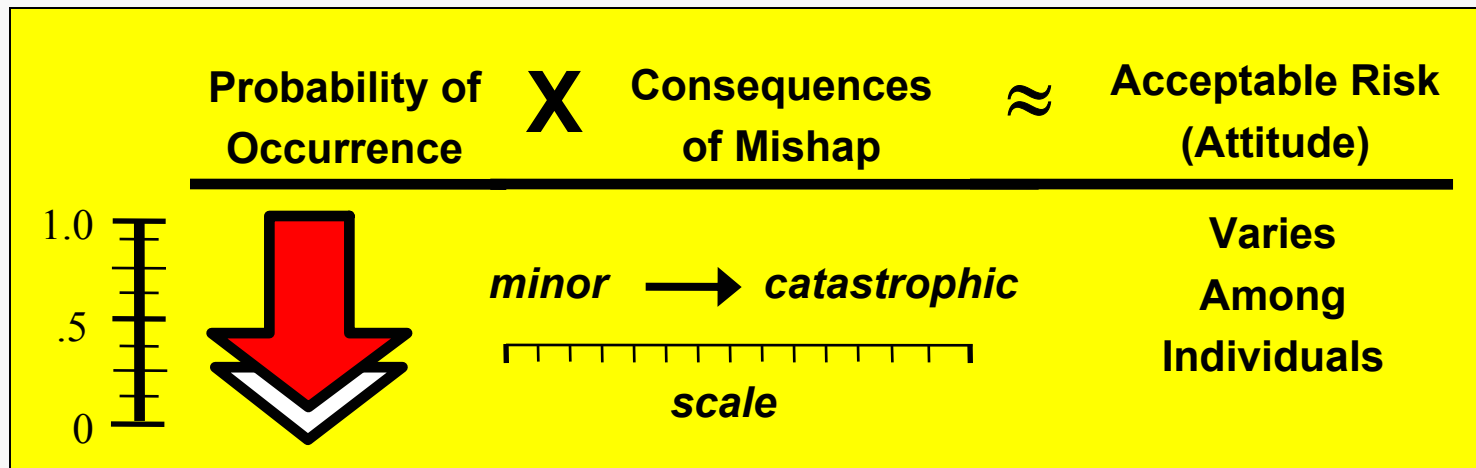 Probability of
Occurrence
X
Consequences
of Mishap
≈
Acceptable Risk
(Attitude)
1.0
.5
0
minor
catastrophic
scale
Varies
Among
Individuals